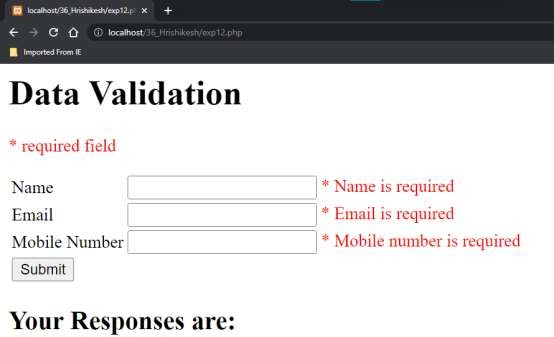 localhost/36_Hrishikesh/exp12.p
localhost/36_Hrishikesh/exp12.php
Imported From IE
Data Validation
* required field
Name * Name is required
Email * Email is required
Mobile Number * Mobile number is required
Submit
Your Responses are: